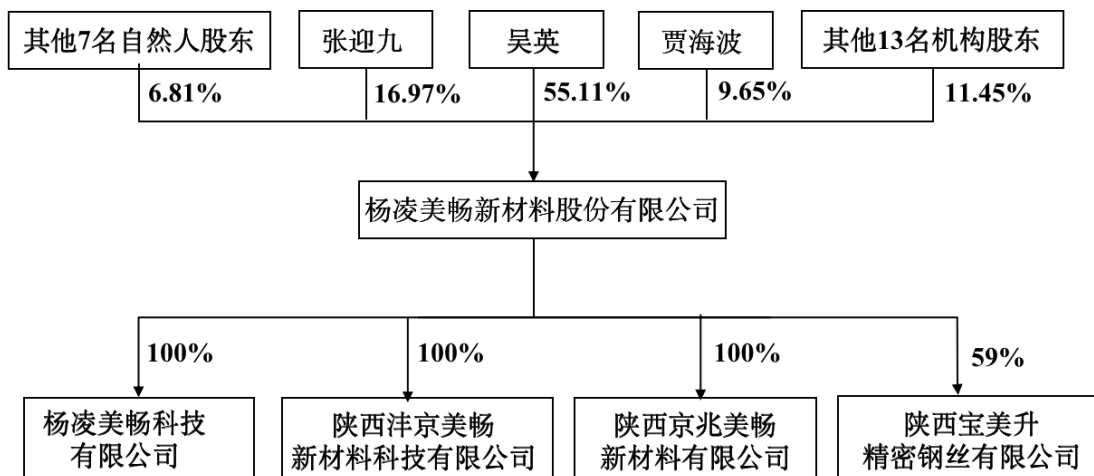 其他7名自然人股东
张迎九
吴英
贾海波
其他13名机构股东
6.81%
16.97%
55.11%
9.65%
11.45%
杨凌美畅新材料股份有限公司
100%
100%
100%
59%
杨凌美畅科技
有限公司
陕西沣京美畅
新材料科技有限公司
陕西京兆美畅
新材料有限公司
陕西宝美升
精密钢丝有限公司